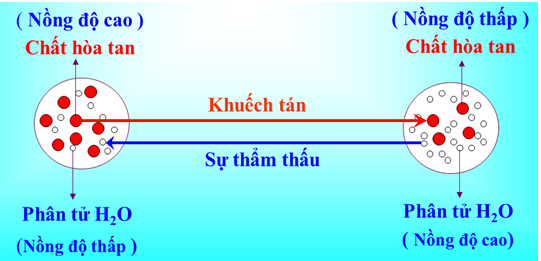 ( Nồng độ cao )
Chất hòa tan
( Nồng độ thấp )
Chất hòa tan
Khuếch tán
Sự thẩm thấu
Phân tử H₂O
(Nồng độ thấp )
Phân tử H₂O
( Nồng độ cao)